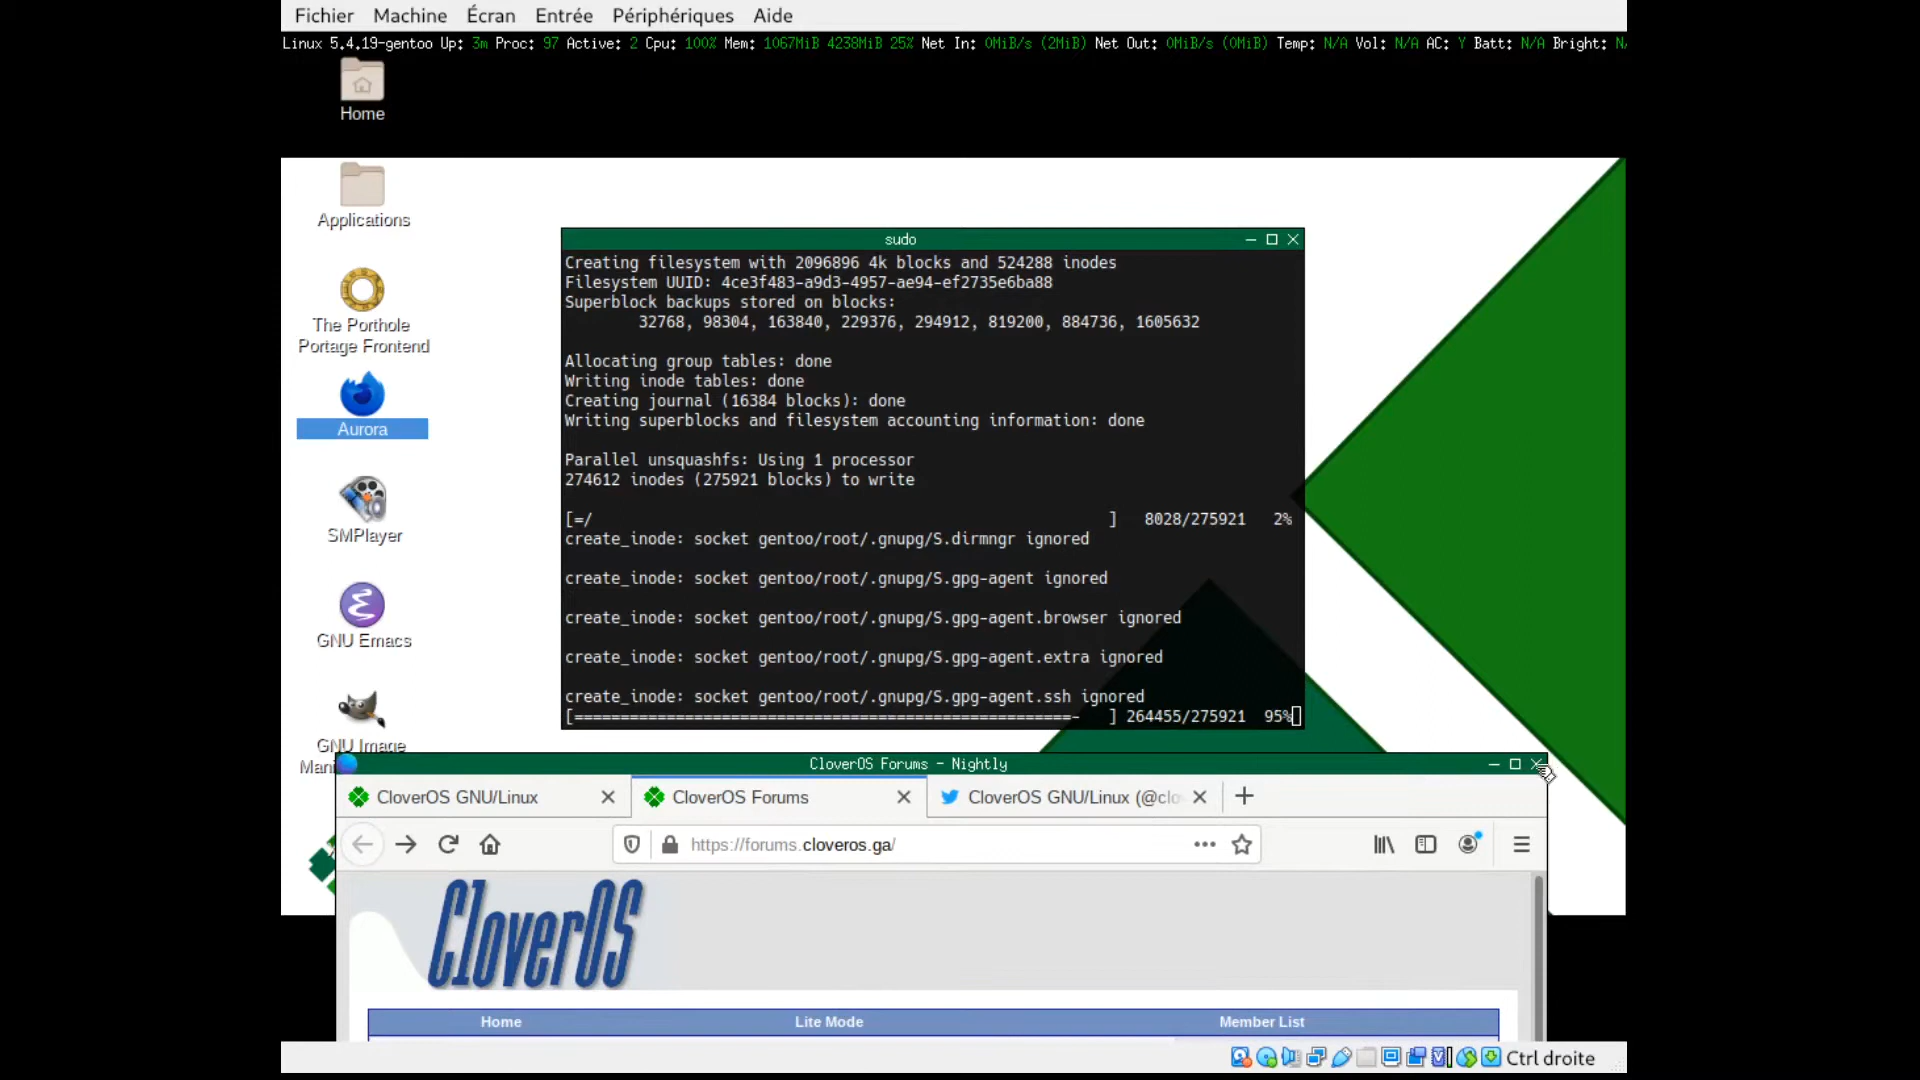 Fichier Machine Écran Entrée Périphériques Aide
Linux 5.4.19-gentoo Up: 3m Proc: 97 Active: 2 Cpu: 100% Mem: 1067MiB 4238MiB 25% Net In: 0MiB/s (2MiB) Net Out: 0MiB/s (0MiB) Temp: N/A Vol: N/A AC: Y Batt: N/A Bright:
Home
Applications
The Porthole
Portage Frontend
Aurora
SMPlayer
GNU Emacs
GNU Image
Mani
sudo
Creating filesystem with 2096896 4k blocks and 524288 inodes
Filesystem UUID: 4ce3f483-a9d3-4957-ae94-ef2735e6ba88
Superblock backups stored on blocks:
32768, 98304, 163840, 229376, 294912, 819200, 884736, 1605632
Allocating group tables: done
Writing inode tables: done
Creating journal (16384 blocks): done
Writing superblocks and filesystem accounting information: done
Parallel unsquashfs: Using 1 processor
274612 inodes (275921 blocks) to write
[=/ ] 8028/275921 2%
create_inode: socket gentoo/root/.gnupg/S.dirmngr ignored
create_inode: socket gentoo/root/.gnupg/S.gpg-agent ignored
create_inode: socket gentoo/root/.gnupg/S.gpg-agent.browser ignored
create_inode: socket gentoo/root/.gnupg/S.gpg-agent.extra ignored
create_inode: socket gentoo/root/.gnupg/S.gpg-agent.ssh ignored
[======================================================- ] 264455/275921 95%
CloverOS Forums - Nightly
CloverOS GNU/Linux
CloverOS Forums
CloverOS GNU/Linux (@clo
https://forums.cloveros.ga/
CloverOS
Home Lite Mode Member List
Ctrl droite